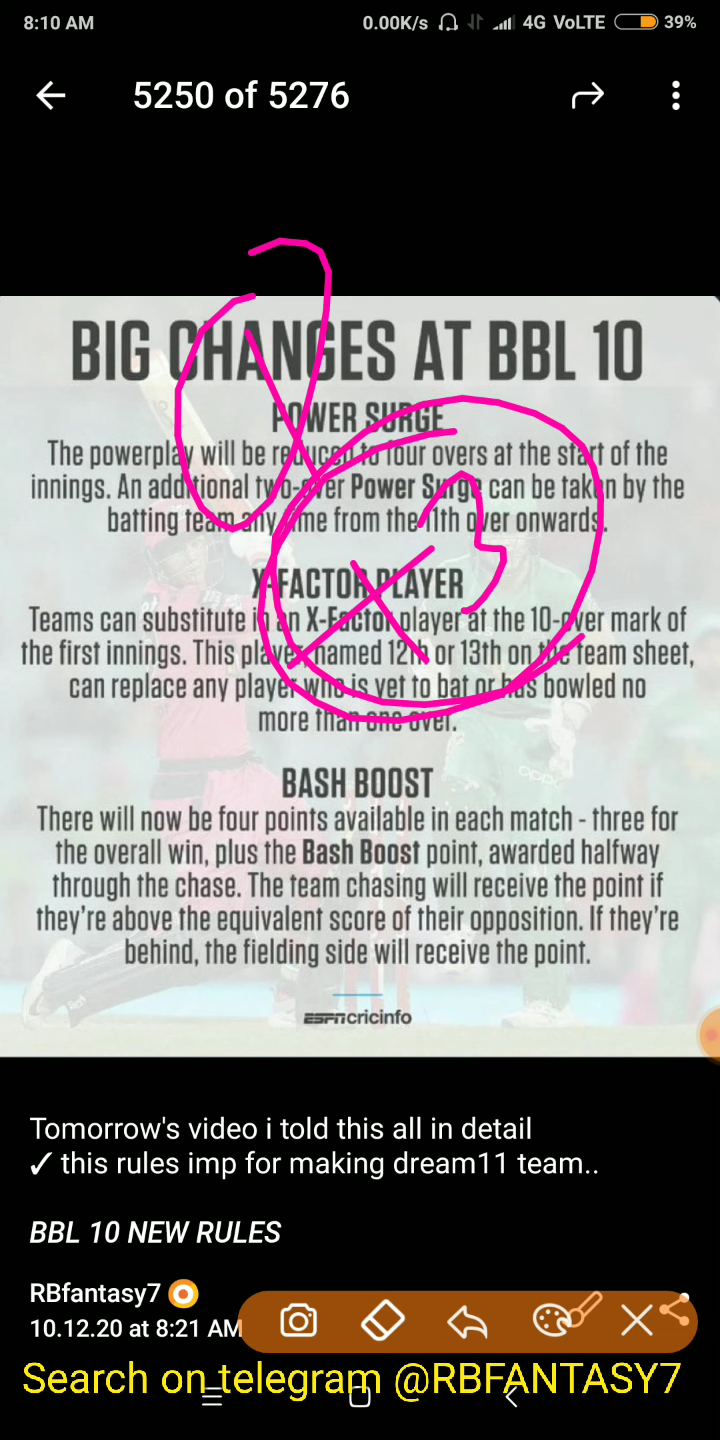 8:10 AM 0.00K/s 4G VoLTE 39%
5250 of 5276
BIG CHANGES AT BBL 10
POWER SURGE
The powerplay will be reduced to four overs at the start of the
innings. An additional two-over Power Surge can be taken by the
batting team any time from the 11th over onwards.
X-FACTOR PLAYER
Teams can substitute in an X-Factor player at the 10-over mark of
the first innings. This player, named 12th or 13th on the team sheet,
can replace any player who is yet to bat or has bowled no
more than one over.
BASH BOOST
There will now be four points available in each match - three for
the overall win, plus the Bash Boost point, awarded halfway
through the chase. The team chasing will receive the point if
they're above the equivalent score of their opposition. If they're
behind, the fielding side will receive the point.
ESPNcricinfo
Tomorrow's video i told this all in detail
✓ this rules imp for making dream11 team..
BBL 10 NEW RULES
RBfantasy7
10.12.20 at 8:21 AM
Search on telegram @RBFANTASY7